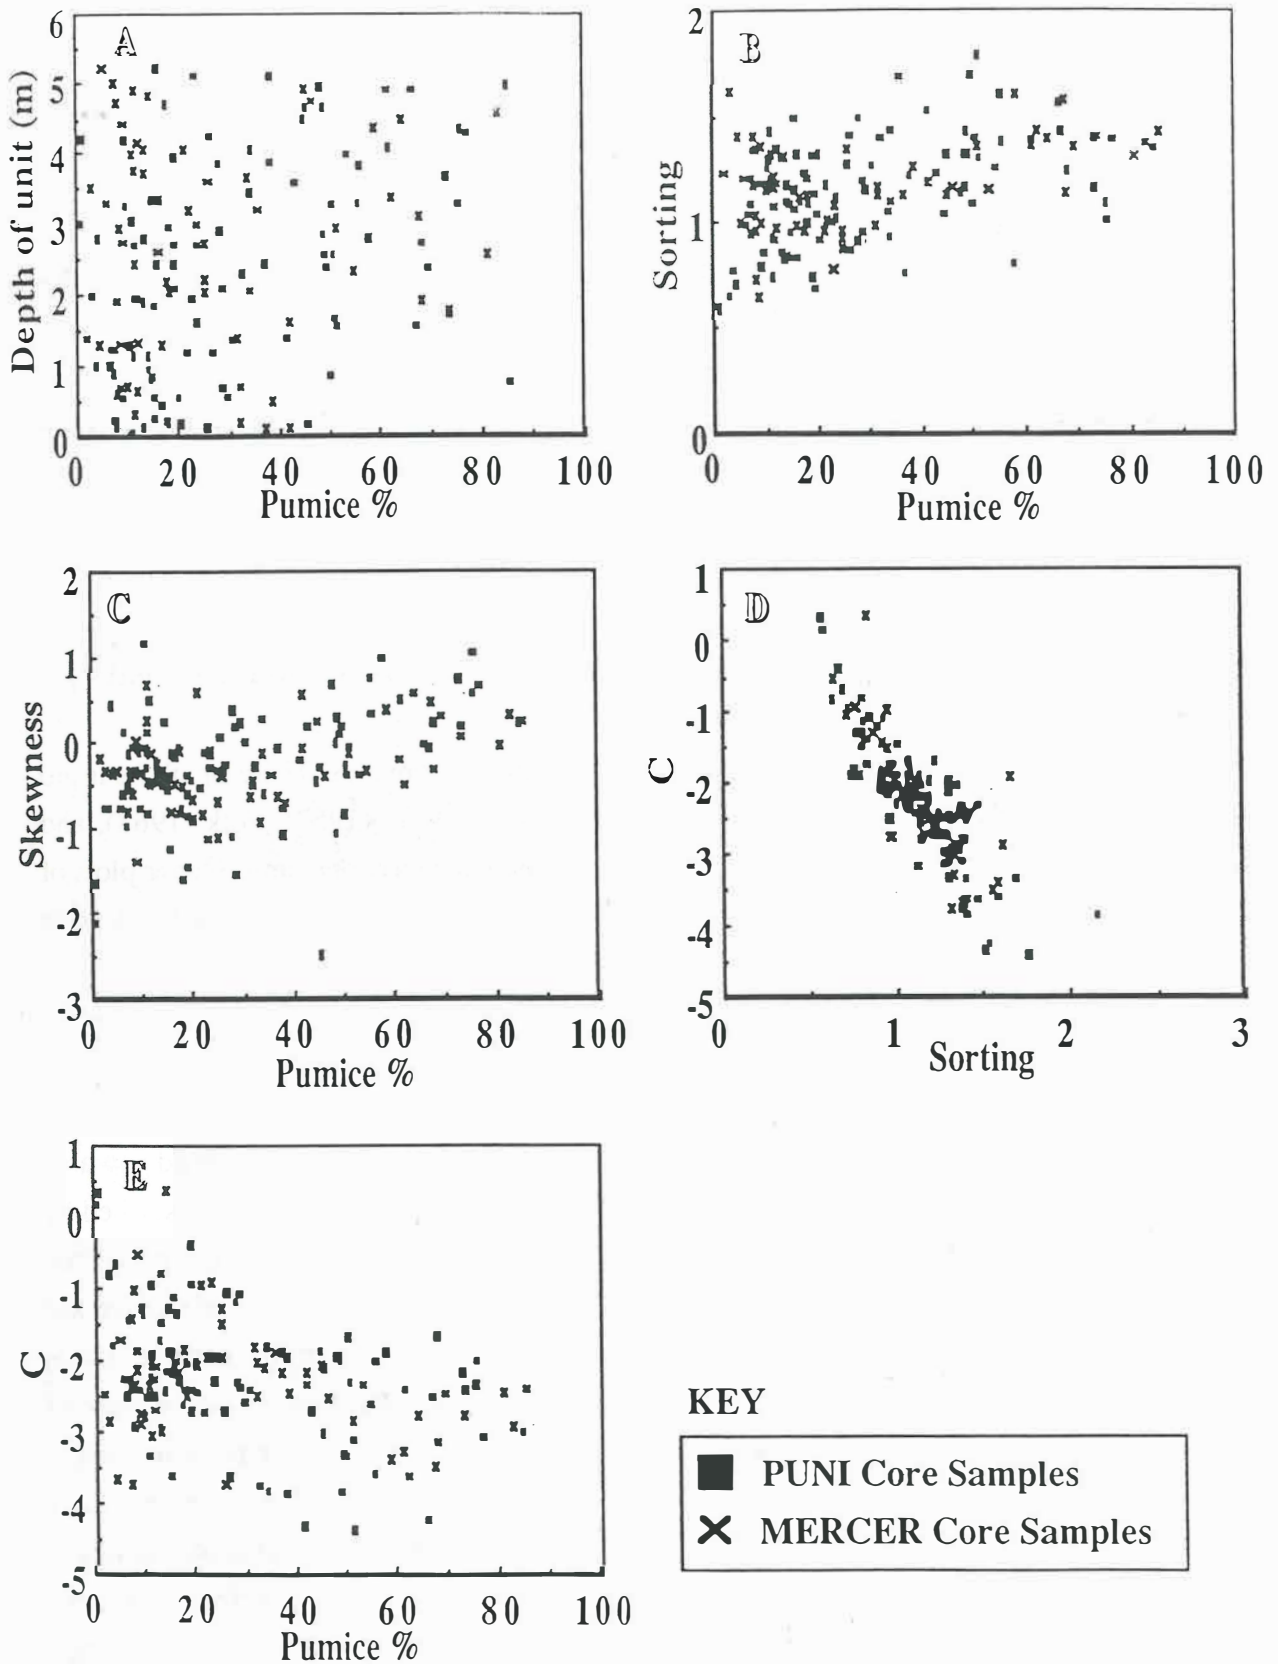 A
6
5
4
3
2
1
0
Depth of unit (m)
0 20 40 60 80 100
Pumice %
B
2
1
0
Sorting
0 20 40 60 80 100
Pumice %
C
2
1
0
-1
-2
-3
Skewness
0 20 40 60 80 100
Pumice %
D
1
0
-1
-2
-3
-4
-5
C
0 1 2 3
Sorting
E
1
0
-1
-2
-3
-4
-5
C
0 20 40 60 80 100
Pumice %
KEY
PUNI Core Samples
MERCER Core Samples